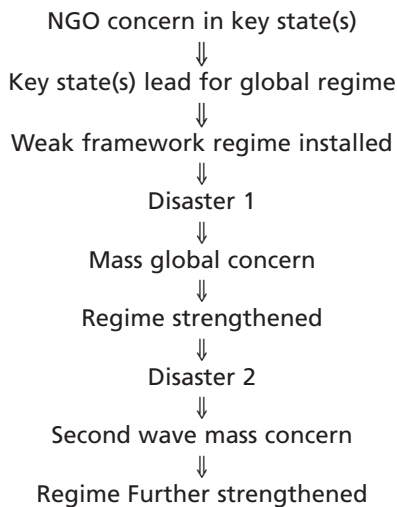 NGO concern in key state(s)
⇓
Key state(s) lead for global regime
⇓
Weak framework regime installed
⇓
Disaster 1
⇓
Mass global concern
⇓
Regime strengthened
⇓
Disaster 2
⇓
Second wave mass concern
⇓
Regime Further strengthened